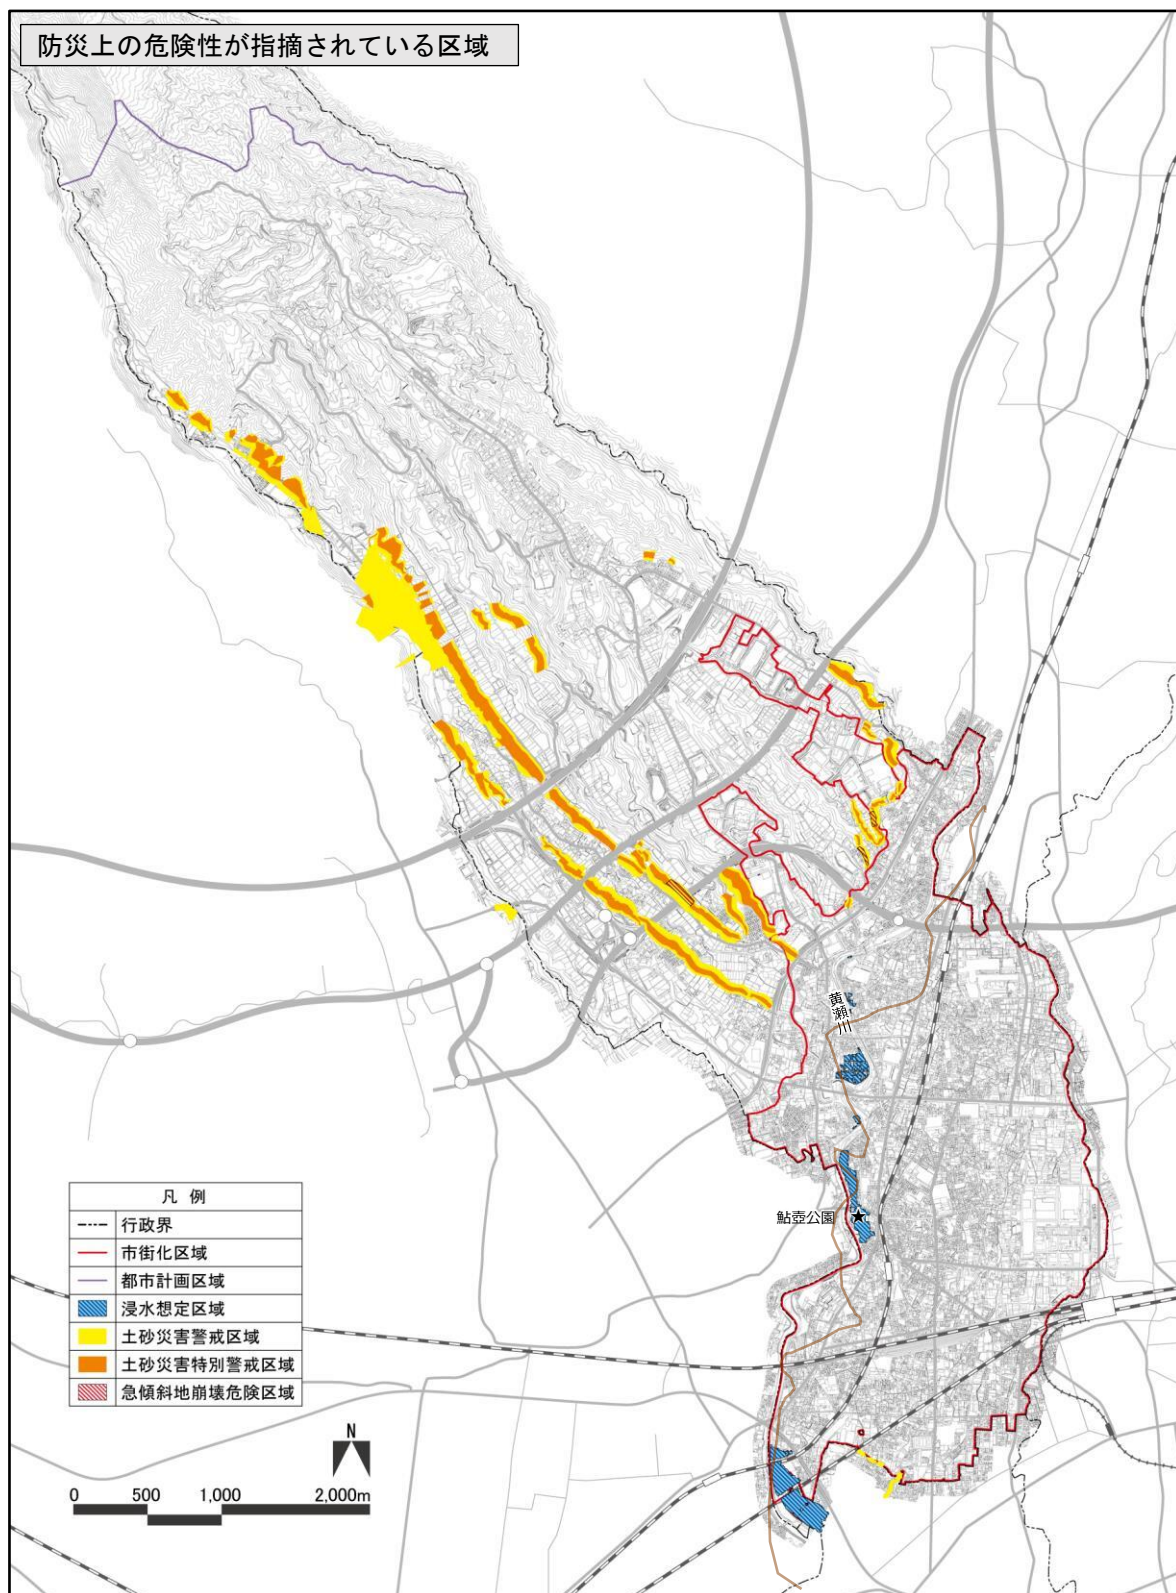 防災上の危険性が指摘されている区域
黄瀬川
鮎壺公園
凡 例
行政界
市街化区域
都市計画区域
浸水想定区域
土砂災害警戒区域
土砂災害特別警戒区域
急傾斜地崩壊危険区域
N
0 500 1,000 2,000m